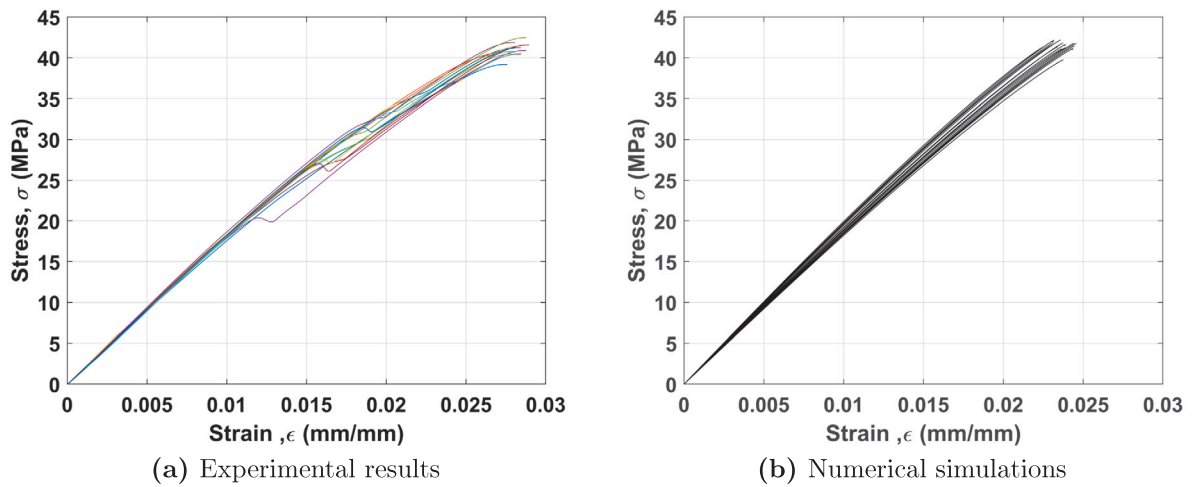 45
40
35
30
25
20
15
10
5
0
Stress, σ (MPa)
0 0.005 0.01 0.015 0.02 0.025 0.03
Strain ,ϵ (mm/mm)
(a) Experimental results
45
40
35
30
25
20
15
10
5
0
Stress, σ (MPa)
0 0.005 0.01 0.015 0.02 0.025 0.03
Strain ,ϵ (mm/mm)
(b) Numerical simulations